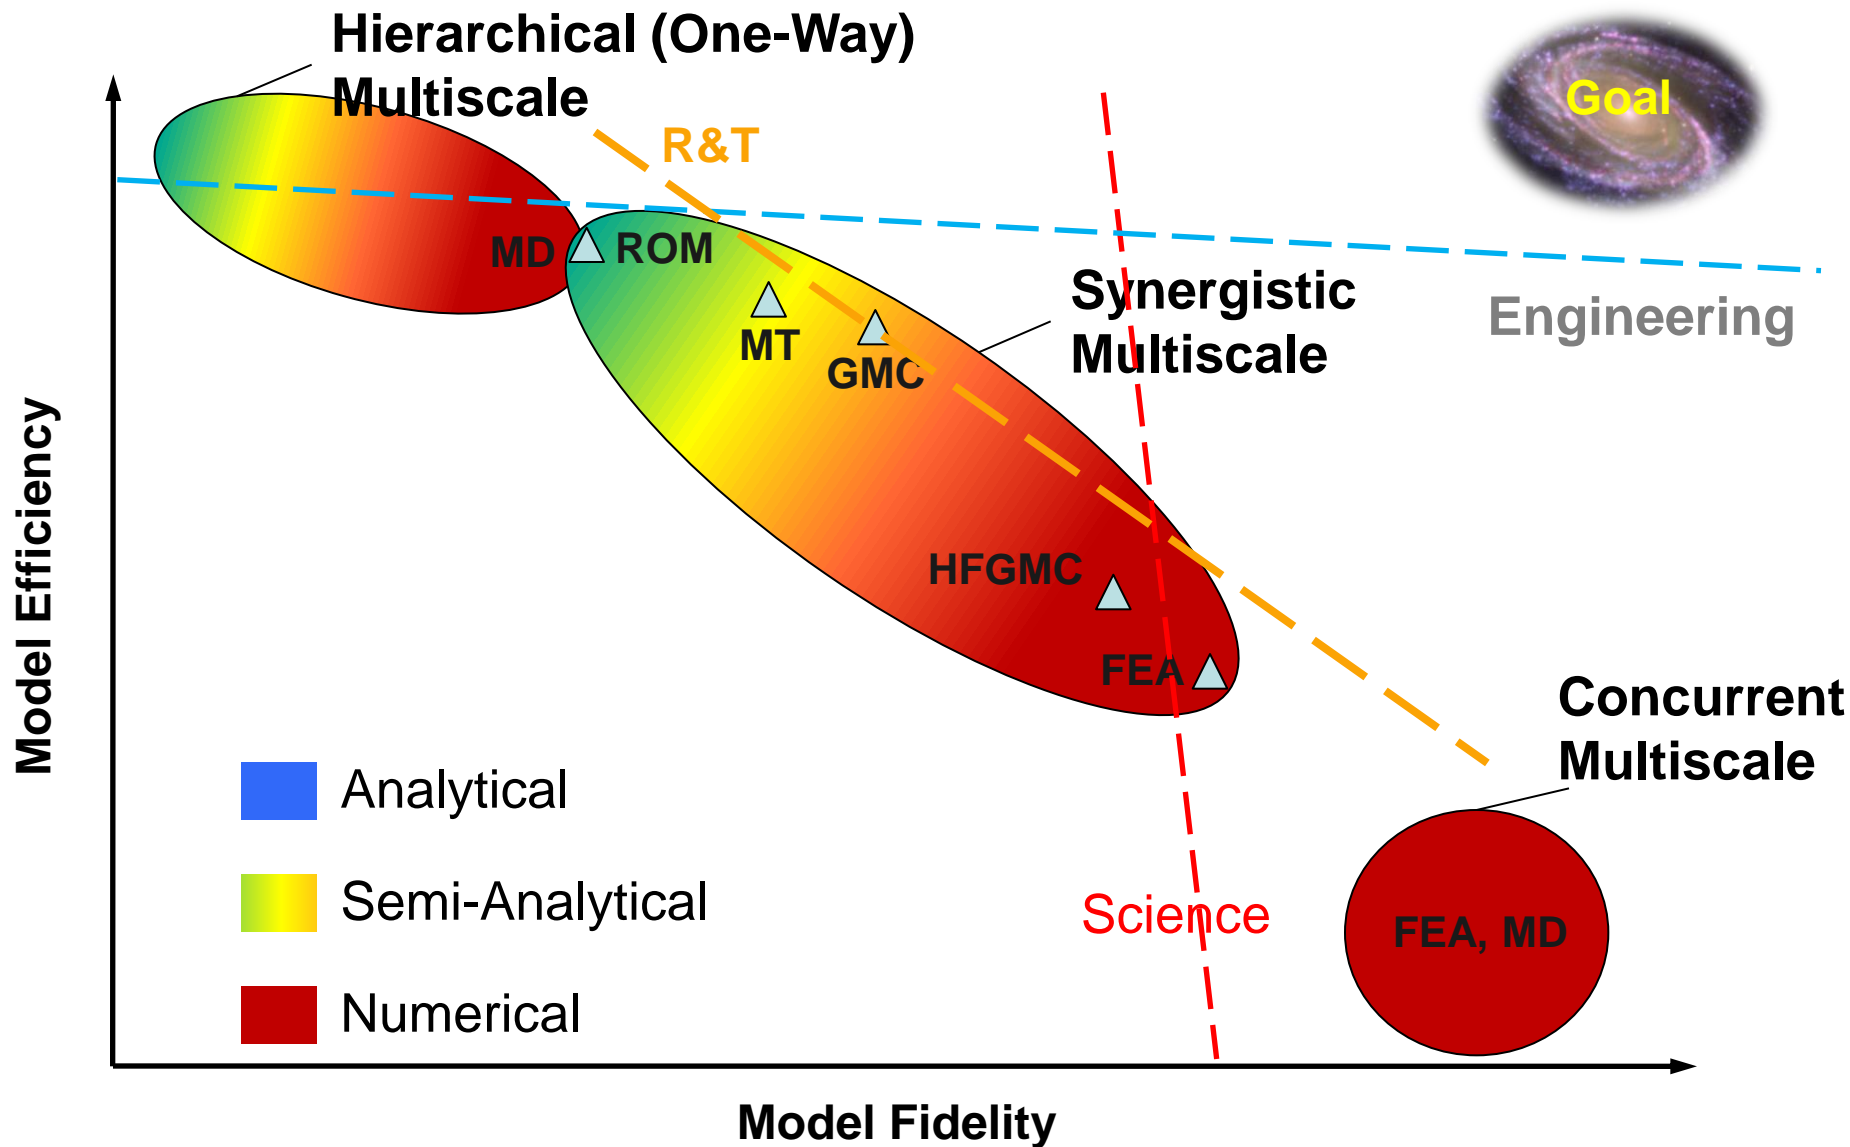 Hierarchical (One-Way)
Multiscale
Goal
R&T
MD
ROM
Synergistic
Multiscale
Engineering
MT
GMC
Model Efficiency
HFGMC
FEA
Concurrent
Multiscale
Analytical
Semi-Analytical
Science
FEA, MD
Numerical
Model Fidelity